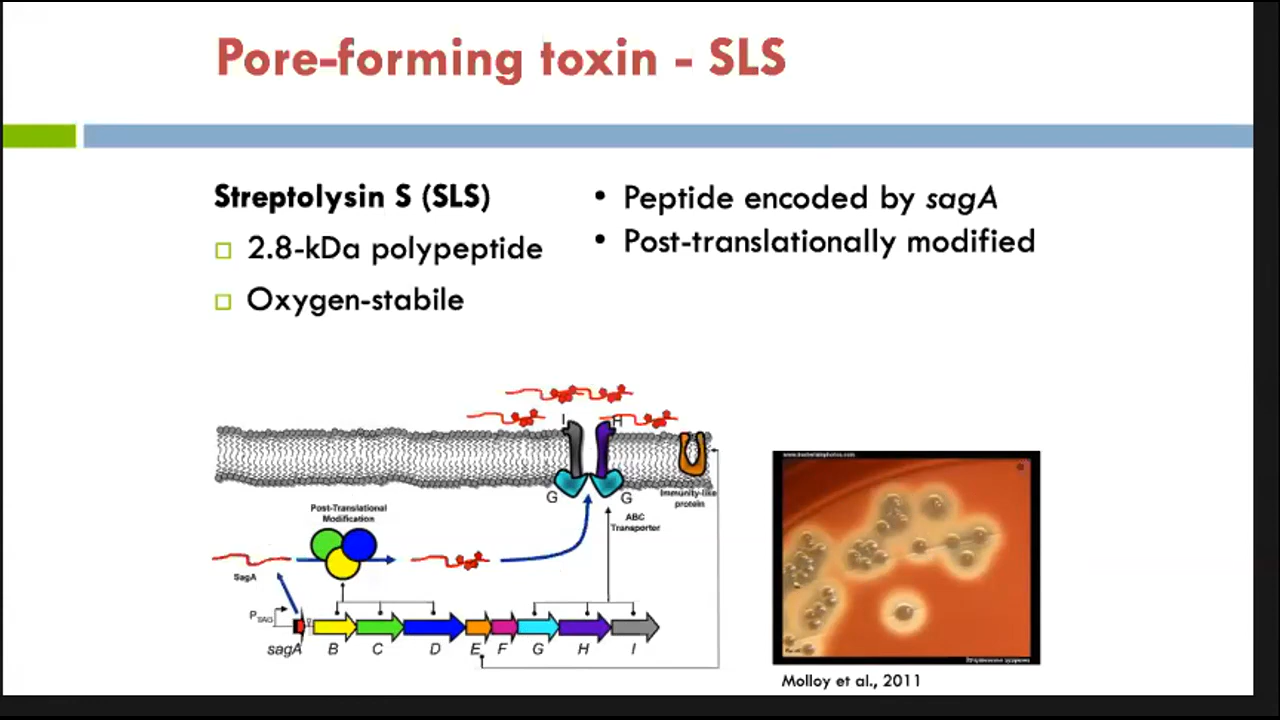 Pore-forming toxin - SLS
Streptolysin S (SLS)
2.8-kDa polypeptide
Oxygen-stabile
• Peptide encoded by sagA
• Post-translationally modified
I H
G G
Immunity-like
protein
ABC
Transporter
Post-Translational
Modification
SagA
PSAG
sagA B C D E F G H I
Molloy et al., 2011